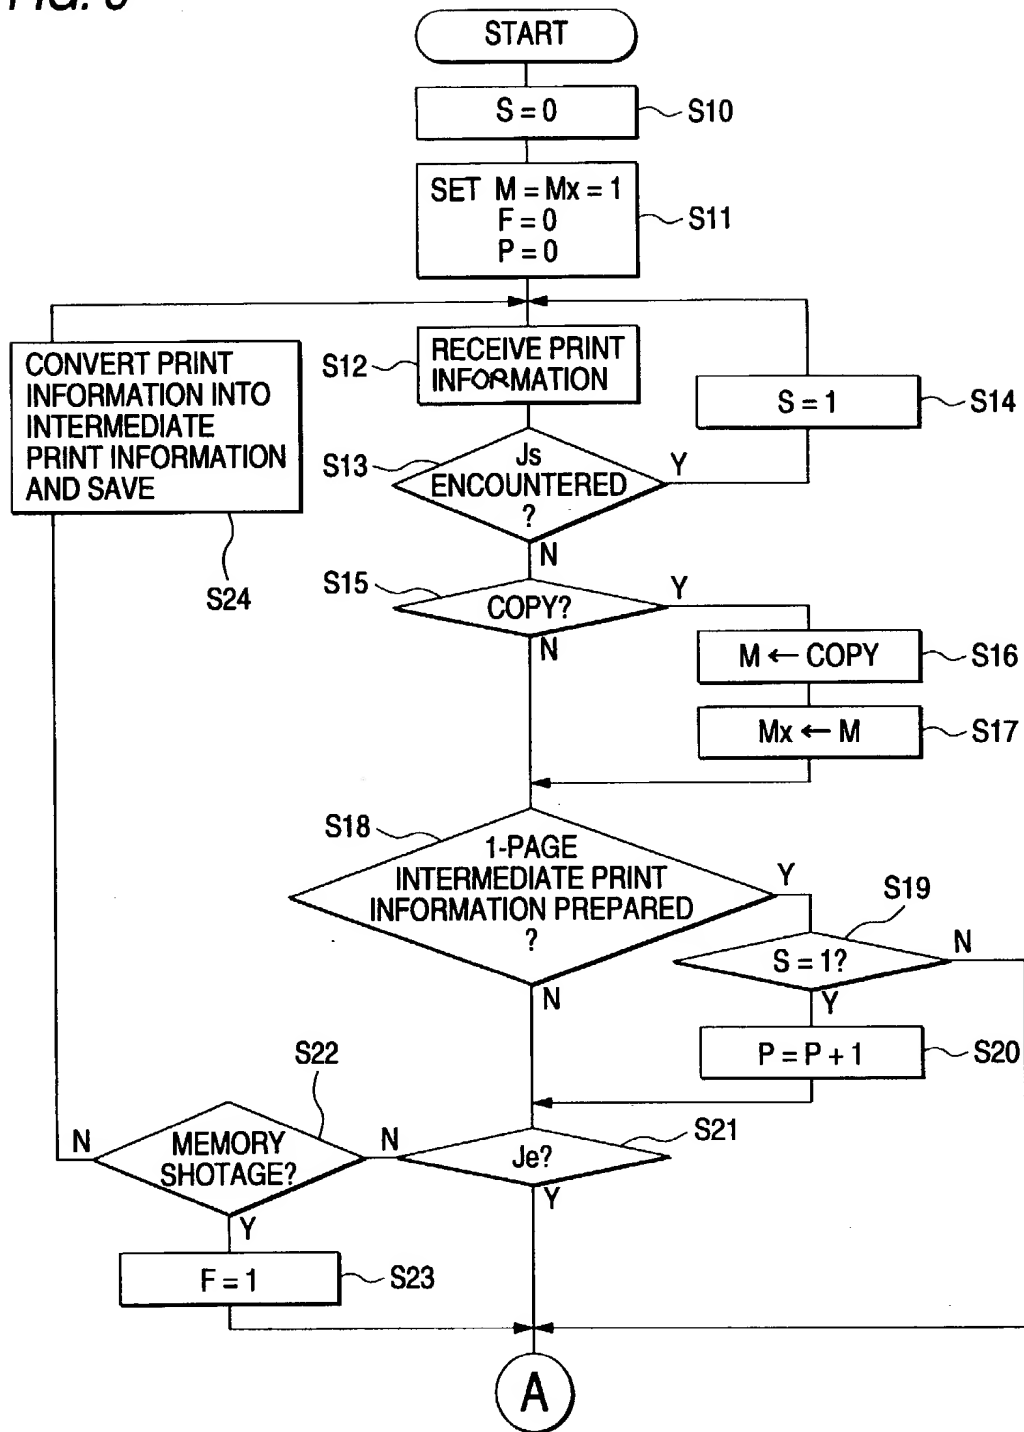 START
S = 0
S10
SET M = Mx = 1
F = 0
P = 0
S11
RECEIVE PRINT
INFORMATION
S12
CONVERT PRINT
INFORMATION INTO
INTERMEDIATE
PRINT INFORMATION
AND SAVE
S24
S = 1
S14
Js
ENCOUNTERED
?
S13
Y
N
COPY?
S15
Y
N
M ← COPY
S16
Mx ← M
S17
1-PAGE
INTERMEDIATE PRINT
INFORMATION PREPARED
?
S18
Y
N
S = 1?
S19
N
Y
P = P + 1
S20
Je?
S21
N
Y
MEMORY
SHOTAGE?
S22
N
Y
F = 1
S23
A